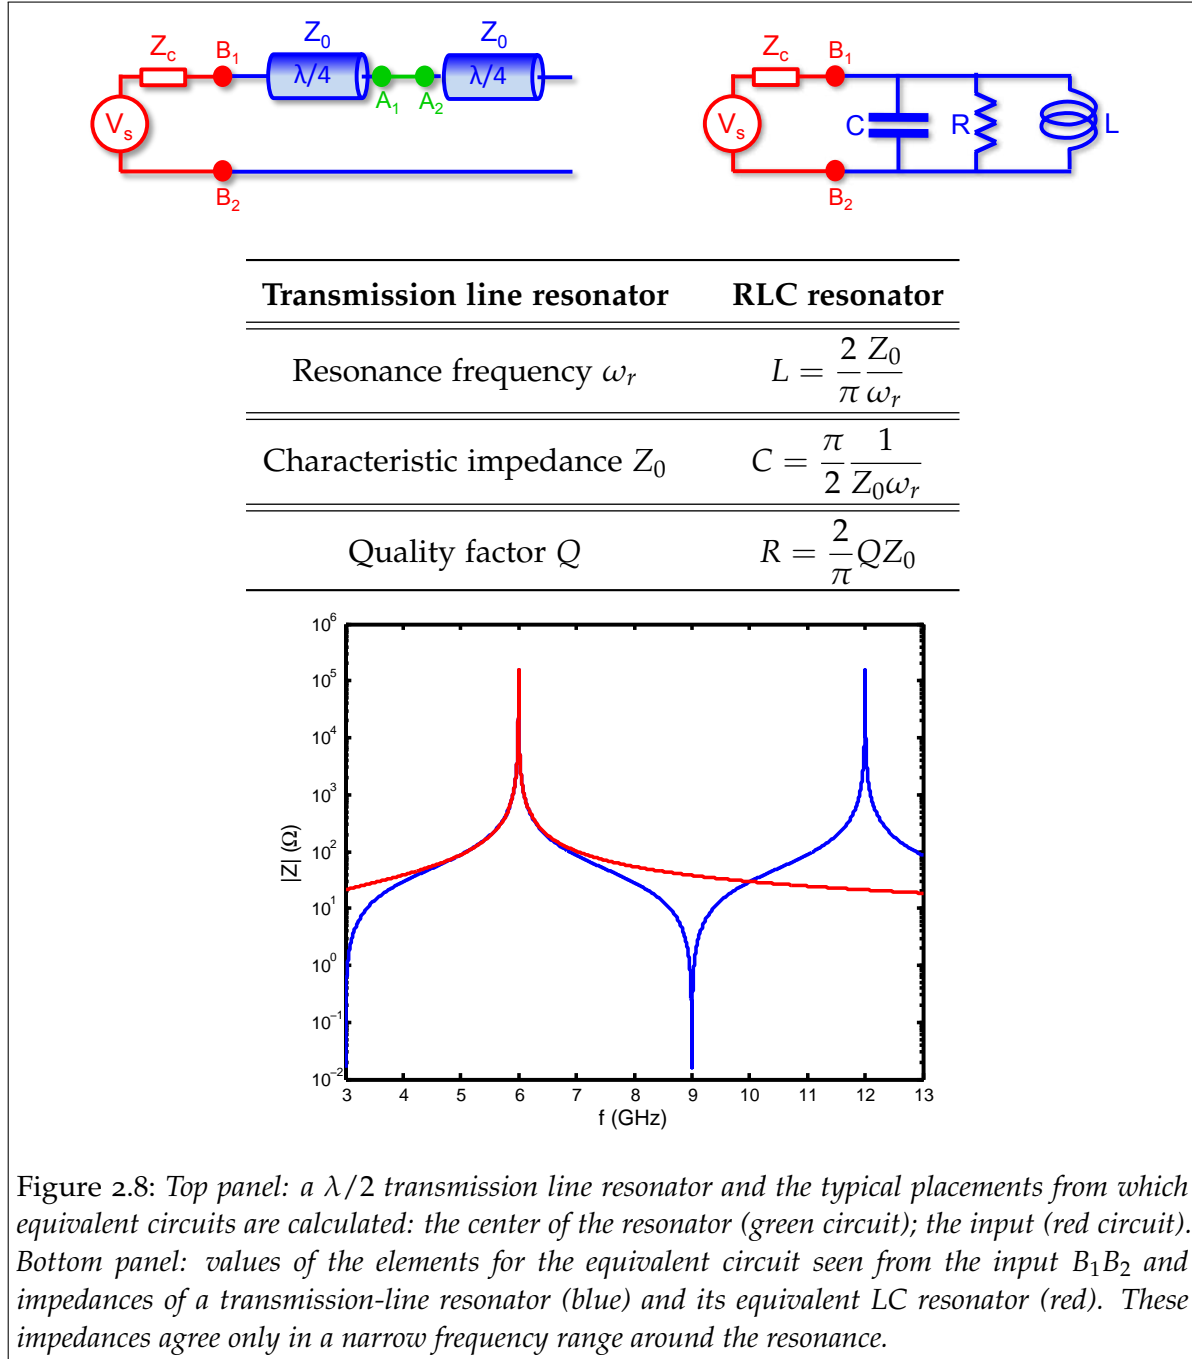 Z_c B_1 Z_0 Z_0
λ/4 λ/4
A_1 A_2
V_s
B_2
Z_c B_1
V_s C R L
B_2
Transmission line resonator RLC resonator
Resonance frequency ω_r L = \frac{2}{π} \frac{Z_0}{ω_r}
Characteristic impedance Z_0 C = \frac{π}{2} \frac{1}{Z_0 ω_r}
Quality factor Q R = \frac{2}{π} QZ_0
10^6
10^5
10^4
10^3
10^2
10^1
10^0
10^{−1}
10^{−2}
|Z| (Ω)
3 4 5 6 7 8 9 10 11 12 13
f (GHz)
Figure 2.8: Top panel: a λ/2 transmission line resonator and the typical placements from which
equivalent circuits are calculated: the center of the resonator (green circuit); the input (red circuit).
Bottom panel: values of the elements for the equivalent circuit seen from the input B_1B_2 and
impedances of a transmission-line resonator (blue) and its equivalent LC resonator (red). These
impedances agree only in a narrow frequency range around the resonance.